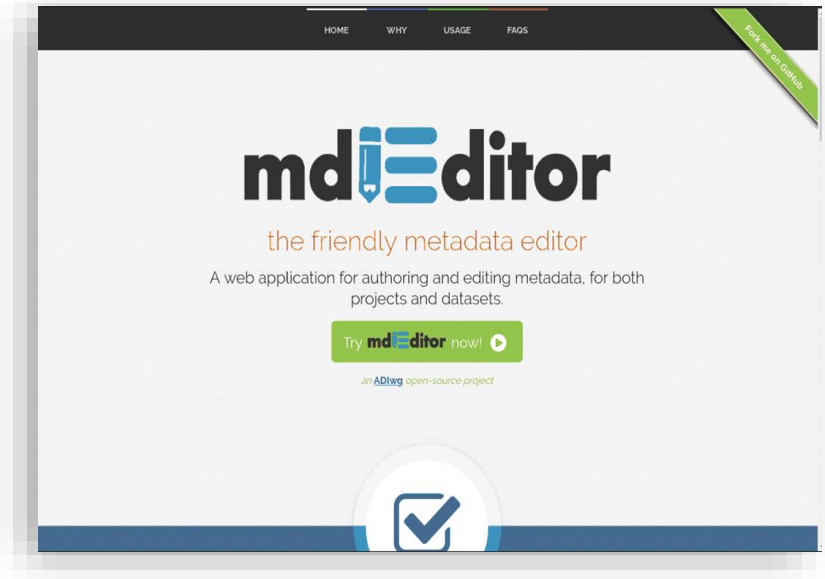 HOME WHY USAGE FAQS
Fork me on GitHub
mdEditor
the friendly metadata editor
A web application for authoring and editing metadata, for both
projects and datasets.
Try mdEditor now!
an ADIwg open-source project